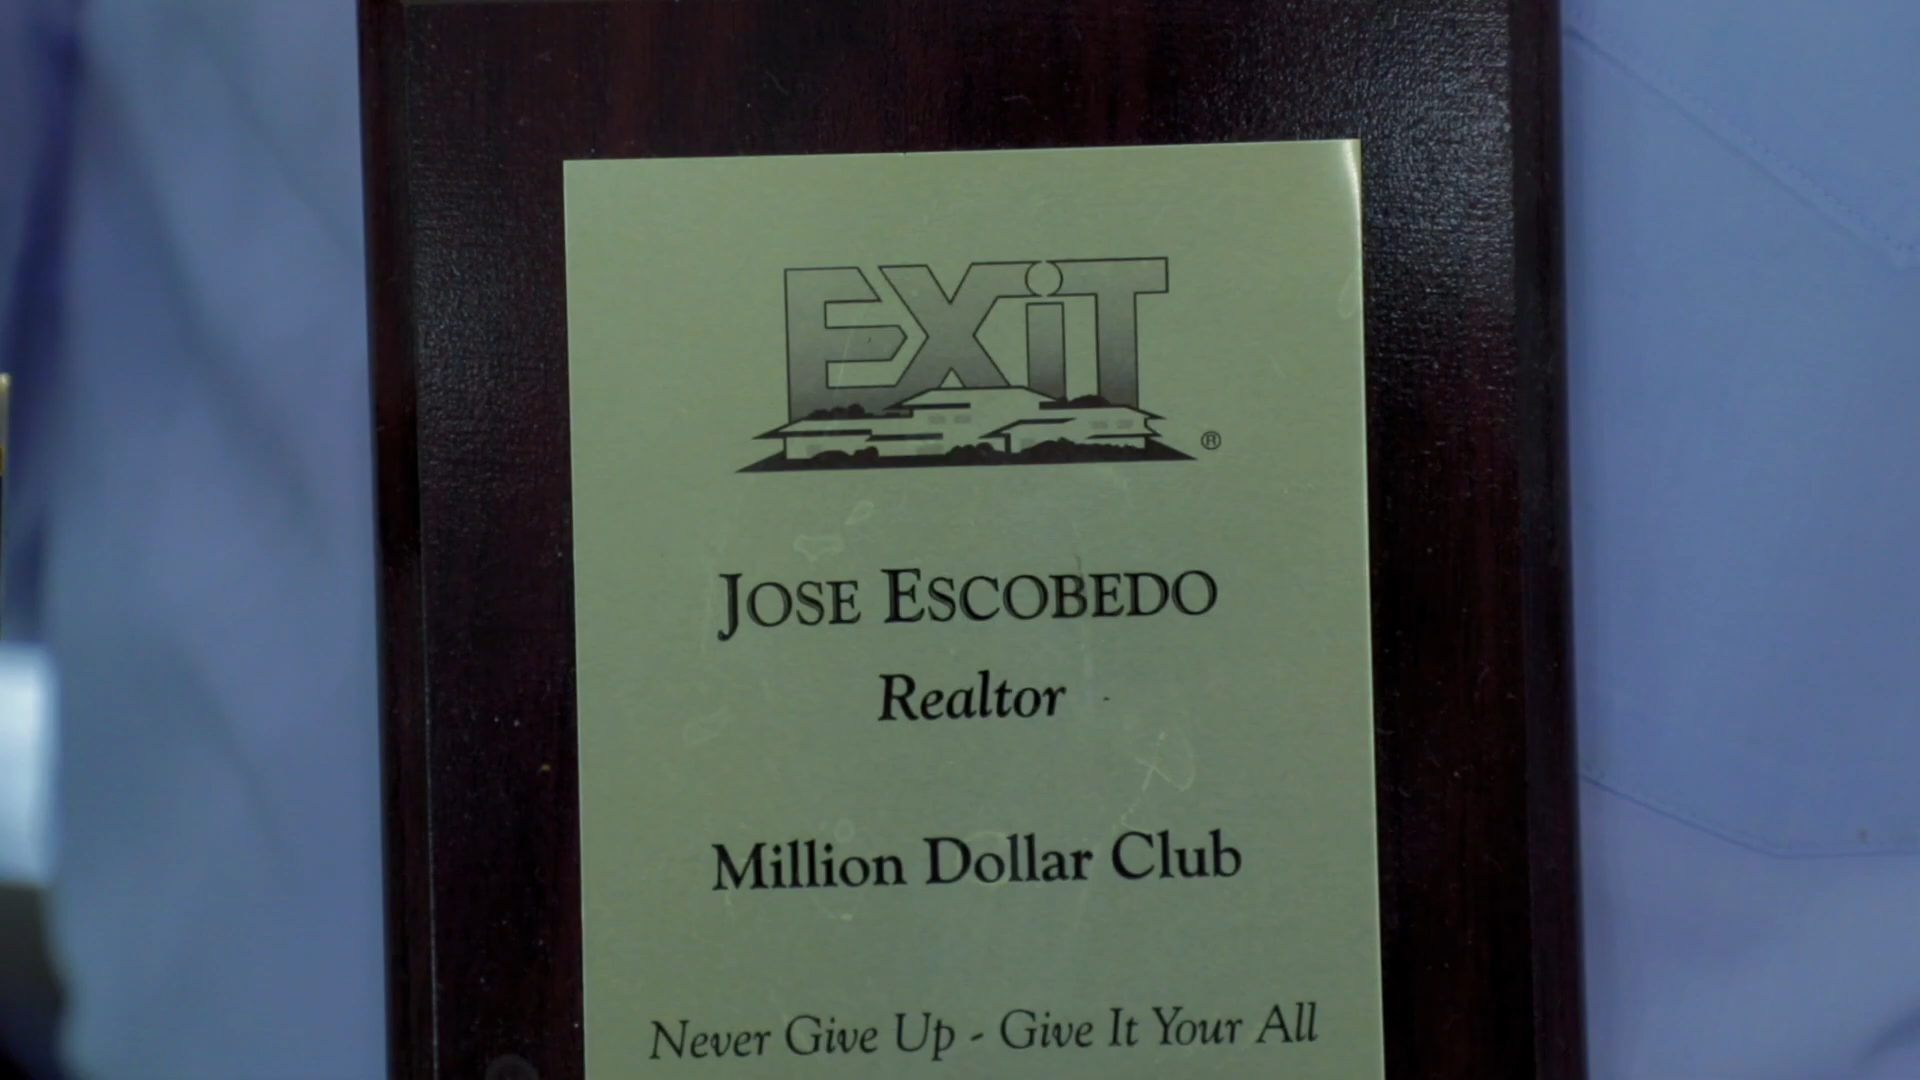 EXiT
®
JOSE ESCOBEDO
Realtor
Million Dollar Club
Never Give Up - Give It Your All